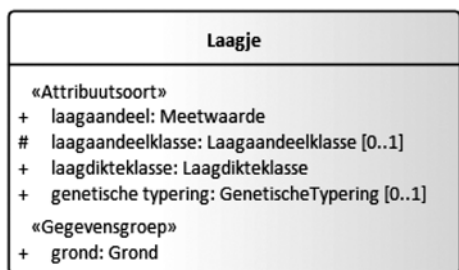 Laagje
«Attribuutsoort»
+ laagaandeel: Meetwaarde
# laagaandeelklasse: Laagaandeelklasse [0..1]
+ laagdikteklasse: Laagdikteklasse
+ genetische typering: GenetischeTypering [0..1]
«Gegevensgroep»
+ grond: Grond